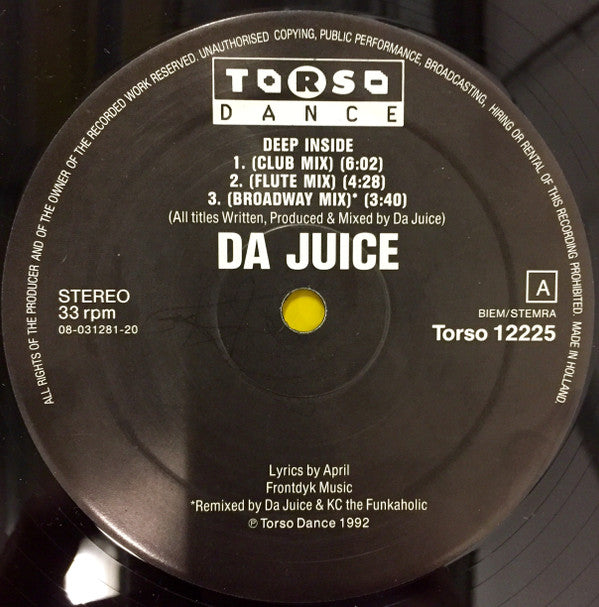 ALL RIGHTS OF THE PRODUCER AND OF THE OWNER OF THE RECORDED WORK RESERVED. UNAUTHORISED COPYING, PUBLIC PERFORMANCE, BROADCASTING, HIRING OR RENTAL OF THIS RECORDING PROHIBITED. MADE IN HOLLAND.
TORSO
DANCE
DEEP INSIDE
1. (CLUB MIX) (6:02)
2. (FLUTE MIX) (4:28)
3. (BROADWAY MIX)* (3:40)
(All titles Written, Produced & Mixed by Da Juice)
DA JUICE
STEREO
33 rpm
08-031281-20
A
BIEM/STEMRA
Torso 12225
Lyrics by April
Frontdyk Music
*Remixed by Da Juice & KC the Funkaholic
℗ Torso Dance 1992